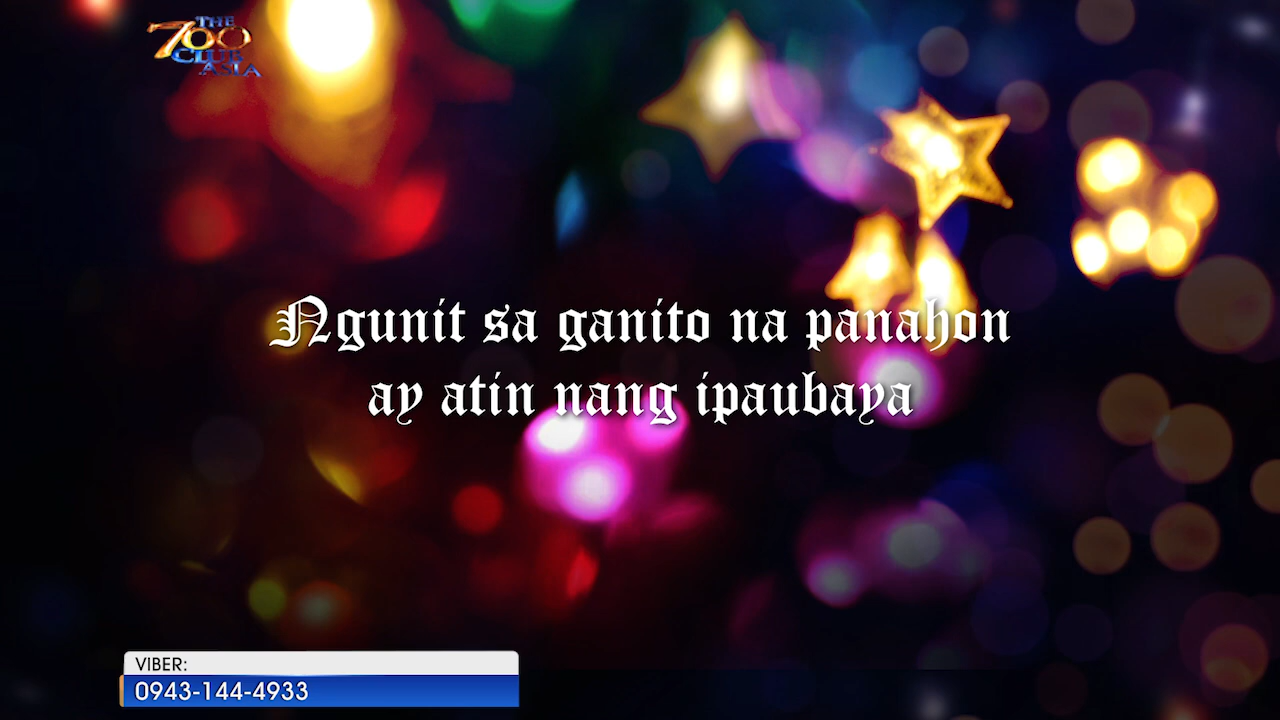 THE
700
CLUB
ASIA
Ngunit sa ganito na panahon
ay atin nang ipaubaya
VIBER:
0943-144-4933